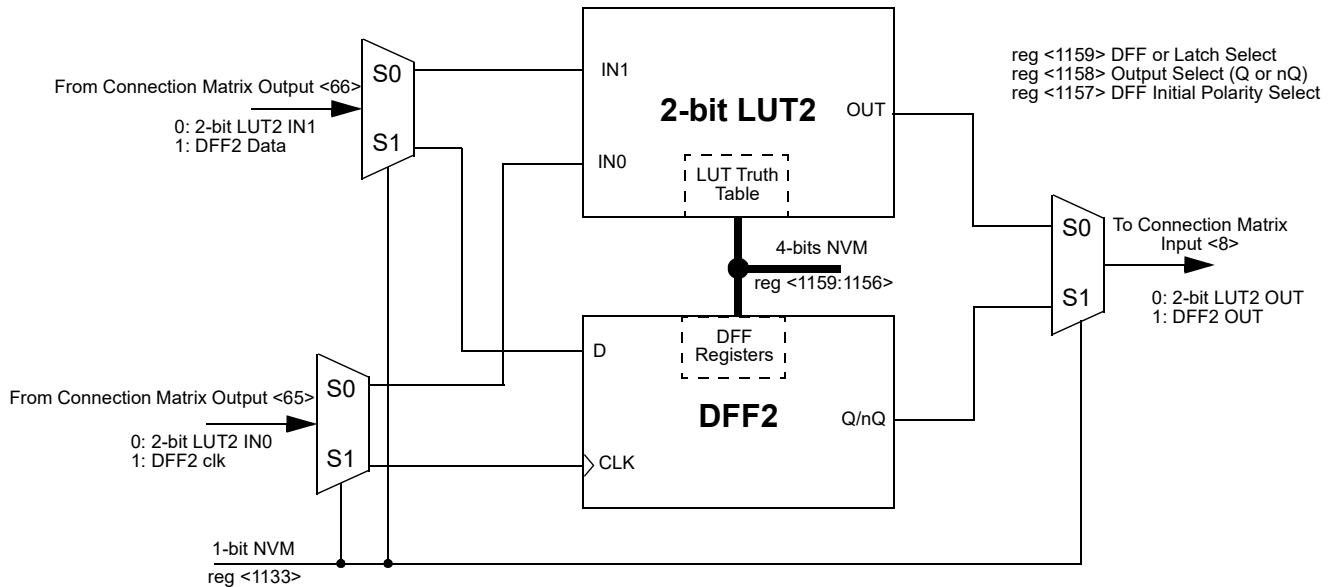 From Connection Matrix Output <66>
0: 2-bit LUT2 IN1
1: DFF2 Data
S0
S1
IN1
IN0
2-bit LUT2
OUT
LUT Truth
Table
reg <1159> DFF or Latch Select
reg <1158> Output Select (Q or nQ)
reg <1157> DFF Initial Polarity Select
4-bits NVM
reg <1159:1156>
S0
S1
To Connection Matrix
Input <8>
0: 2-bit LUT2 OUT
1: DFF2 OUT
From Connection Matrix Output <65>
0: 2-bit LUT2 IN0
1: DFF2 clk
S0
S1
D
CLK
DFF
Registers
DFF2
Q/nQ
1-bit NVM
reg <1133>